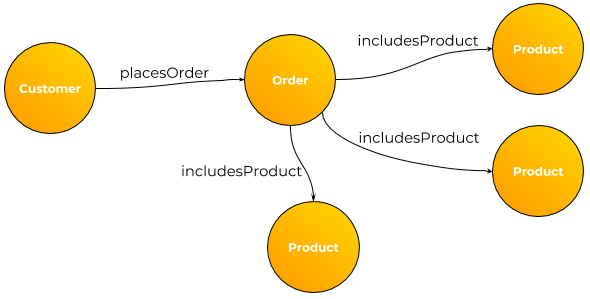 includesProduct
Product
placesOrder
Order
Customer
includesProduct
Product
includesProduct
Product